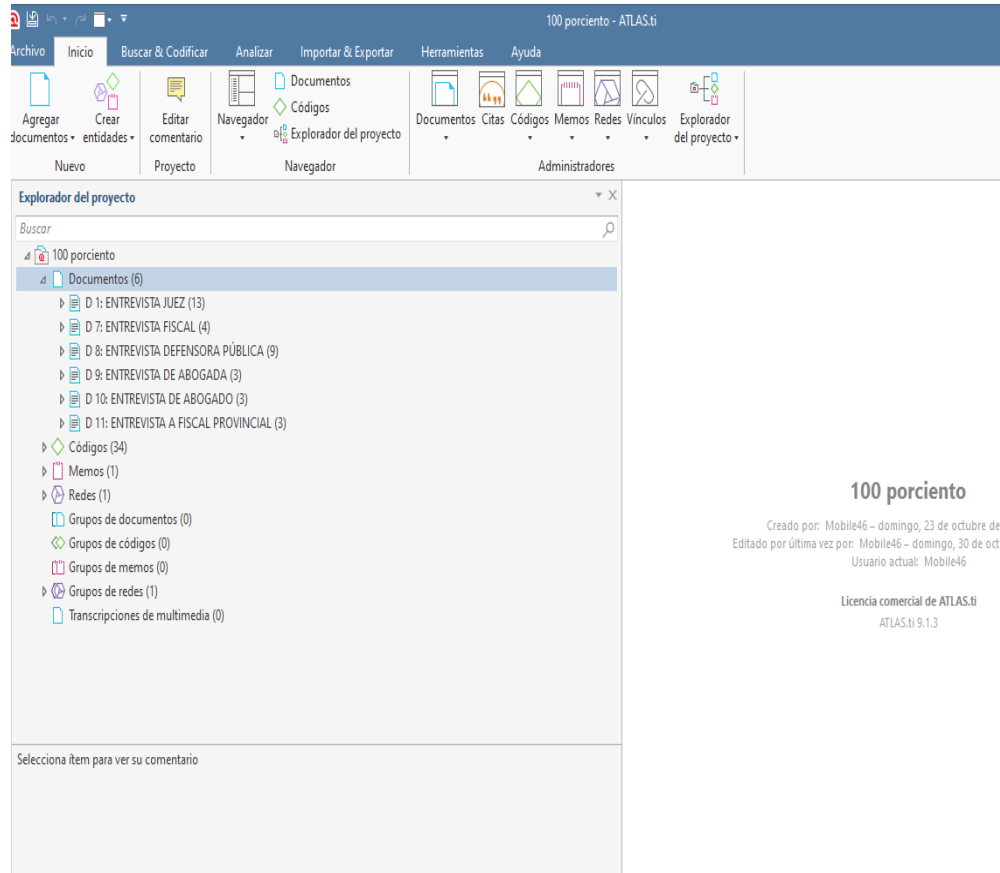 100 porciento - ATLAS.ti
Archivo Inicio Buscar & Codificar Analizar Importar & Exportar Herramientas Ayuda
Agregar documentos Crear entidades Editar comentario Navegador Documentos Códigos Explorador del proyecto Documentos Citas Códigos Memos Redes Vínculos Explorador del proyecto
Nuevo Proyecto Navegador Administradores
Explorador del proyecto
Buscar
100 porciento
Documentos (6)
D 1: ENTREVISTA JUEZ (13)
D 7: ENTREVISTA FISCAL (4)
D 8: ENTREVISTA DEFENSORA PÚBLICA (9)
D 9: ENTREVISTA DE ABOGADA (3)
D 10: ENTREVISTA DE ABOGADO (3)
D 11: ENTREVISTA A FISCAL PROVINCIAL (3)
Códigos (34)
Memos (1)
Redes (1)
Grupos de documentos (0)
Grupos de códigos (0)
Grupos de memos (0)
Grupos de redes (1)
Transcripciones de multimedia (0)
Selecciona ítem para ver su comentario
100 porciento
Creado por: Mobile46 – domingo, 23 de octubre de
Editado por última vez por: Mobile46 – domingo, 30 de oct
Usuario actual: Mobile46
Licencia comercial de ATLAS.ti
ATLAS.ti 9.1.3